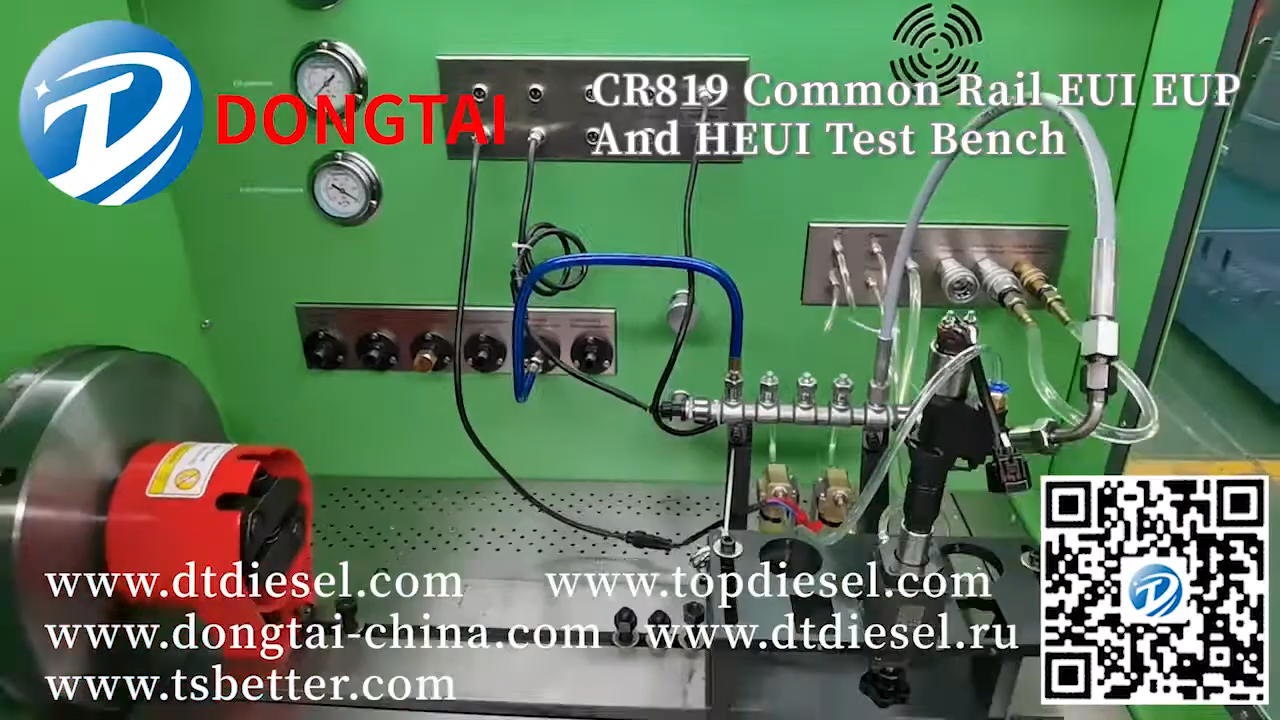 DONGTAI
CR819 Common Rail EUI EUP
And HEUI Test Bench
www.dtdiesel.com www.topdiesel.com
www.dongtai-china.com www.dtdiesel.ru
www.tsbetter.com